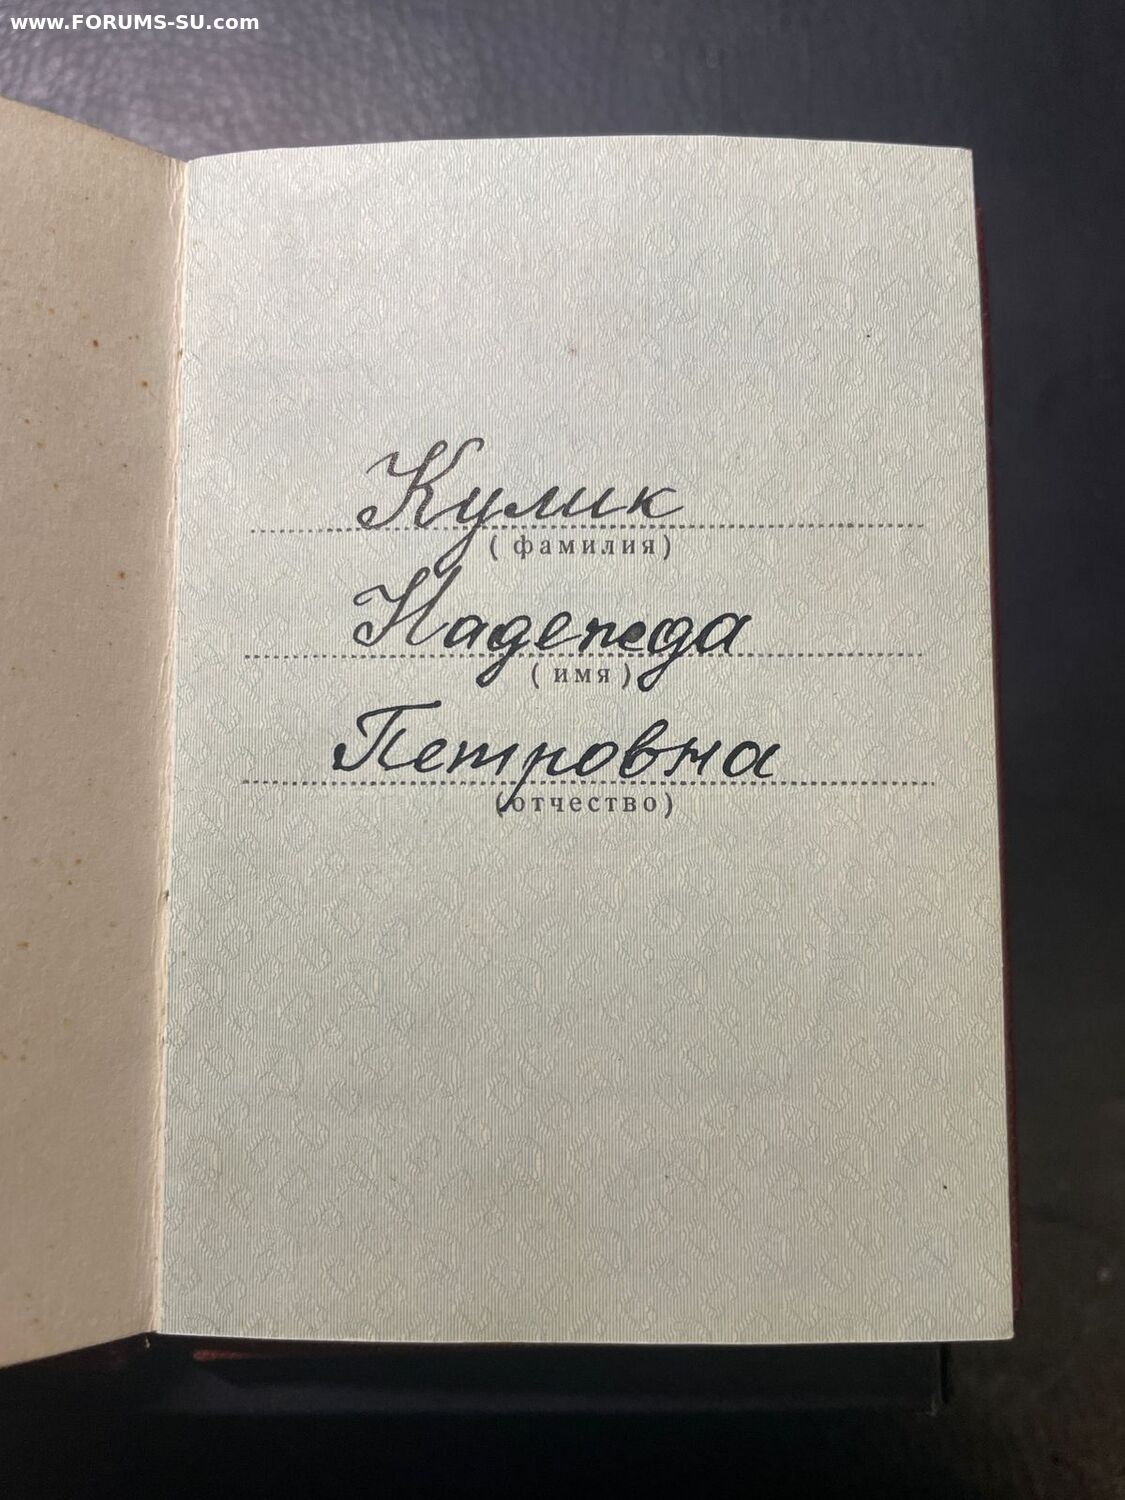 www.FORUMS-SU.com
Кулик
( фамилия)
Надежда
( имя )
Петровна
(отчество)